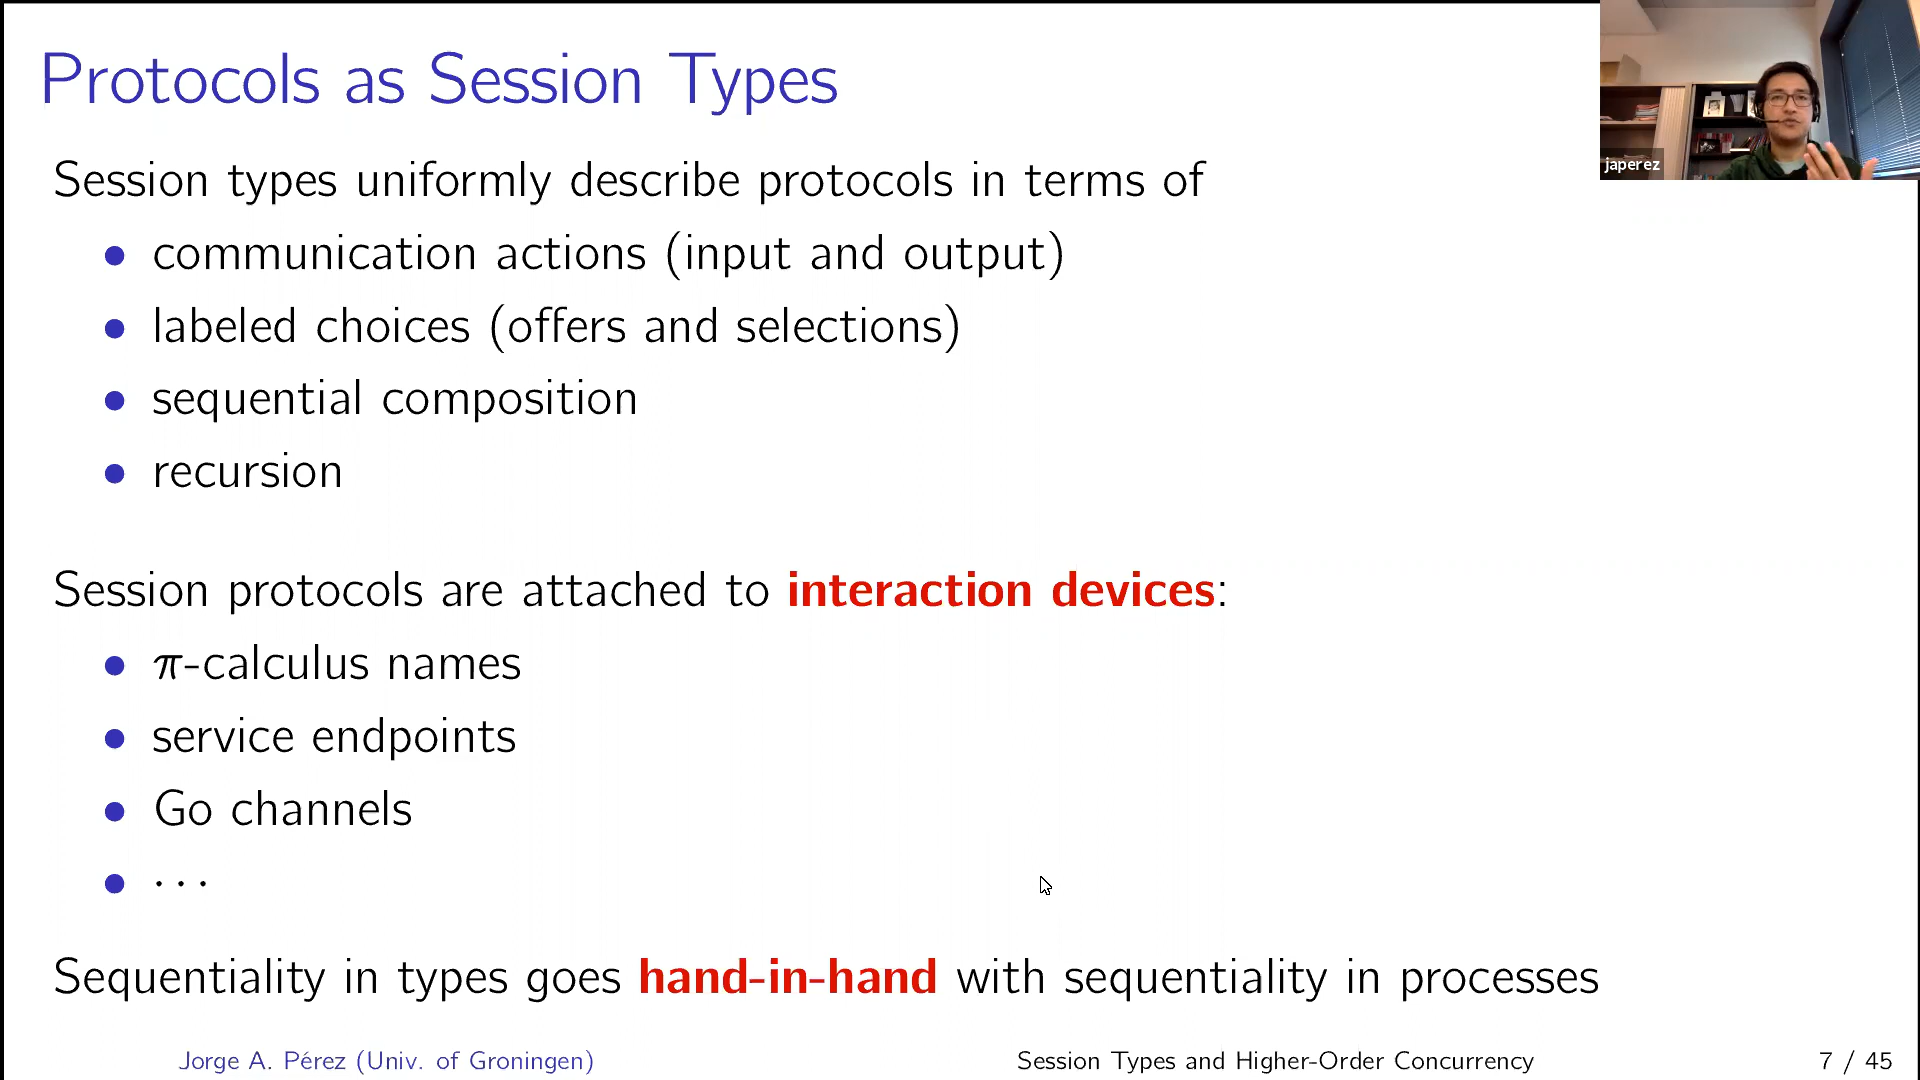 Protocols as Session Types
japerez
Session types uniformly describe protocols in terms of
• communication actions (input and output)
• labeled choices (offers and selections)
• sequential composition
• recursion
Session protocols are attached to interaction devices:
• π-calculus names
• service endpoints
• Go channels
• ···
Sequentiality in types goes hand-in-hand with sequentiality in processes
Jorge A. Pérez (Univ. of Groningen) Session Types and Higher-Order Concurrency 7 / 45